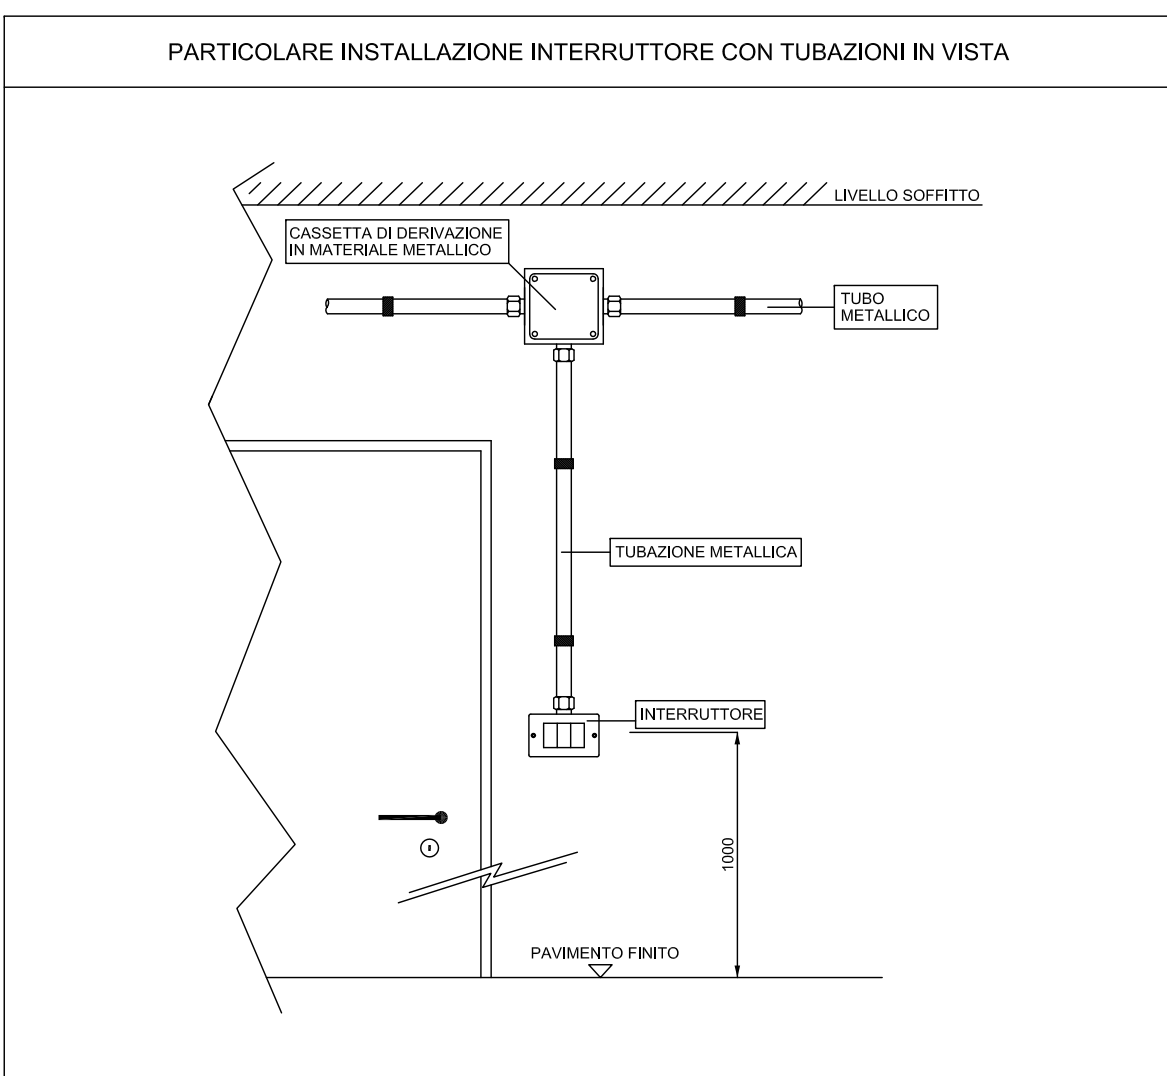 PARTICOLARE INSTALLAZIONE INTERRUTTORE CON TUBAZIONI IN VISTA
LIVELLO SOFFITTO
CASSETTA DI DERIVAZIONE
IN MATERIALE METALLICO
TUBO
METALLICO
TUBAZIONE METALLICA
INTERRUTTORE
1000
PAVIMENTO FINITO